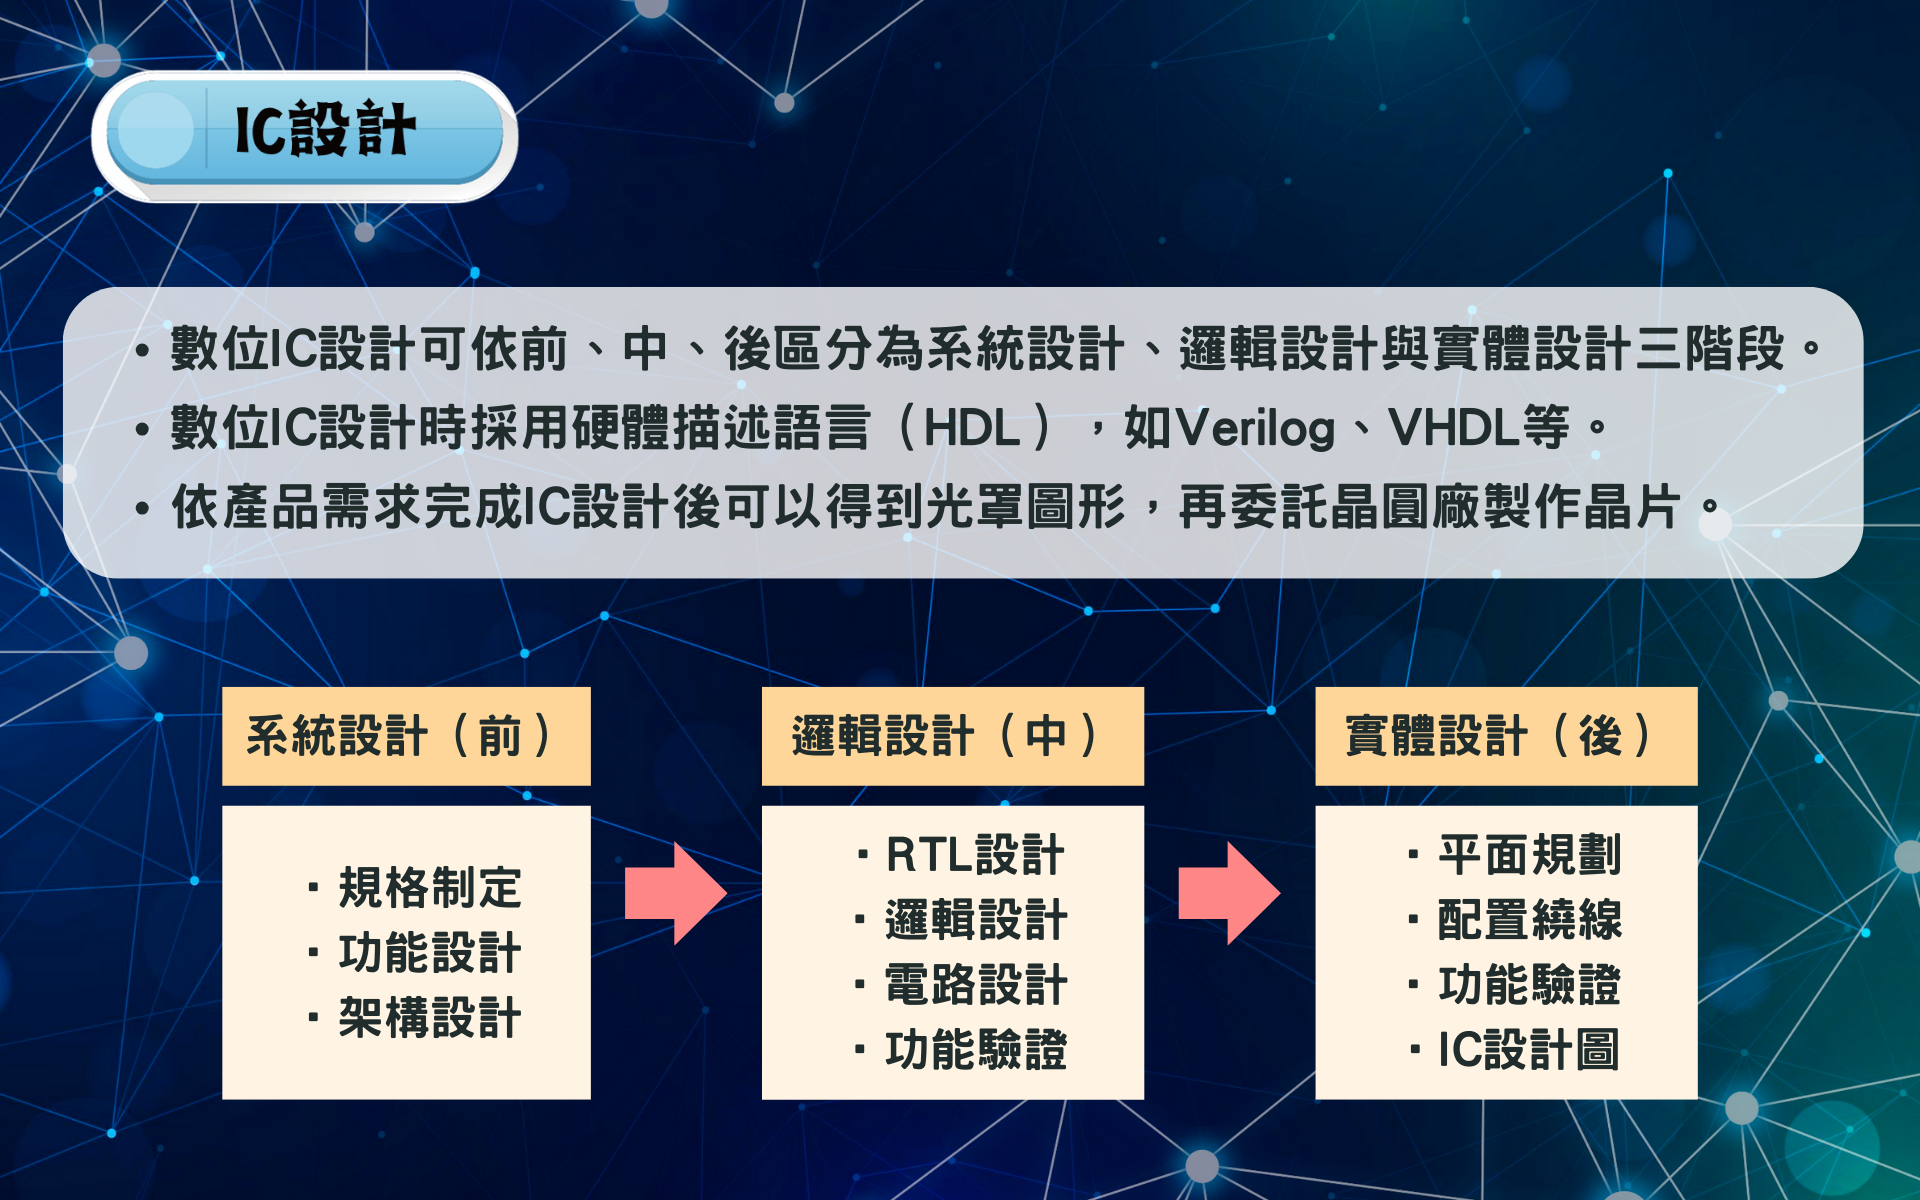 IC設計
• 數位IC設計可依前、中、後區分為系統設計、邏輯設計與實體設計三階段。
• 數位IC設計時採用硬體描述語言（HDL），如Verilog、VHDL等。
• 依產品需求完成IC設計後可以得到光罩圖形，再委託晶圓廠製作晶片。
系統設計（前）
·規格制定
·功能設計
·架構設計
邏輯設計（中）
·RTL設計
·邏輯設計
·電路設計
·功能驗證
實體設計（後）
·平面規劃
·配置繞線
·功能驗證
·IC設計圖